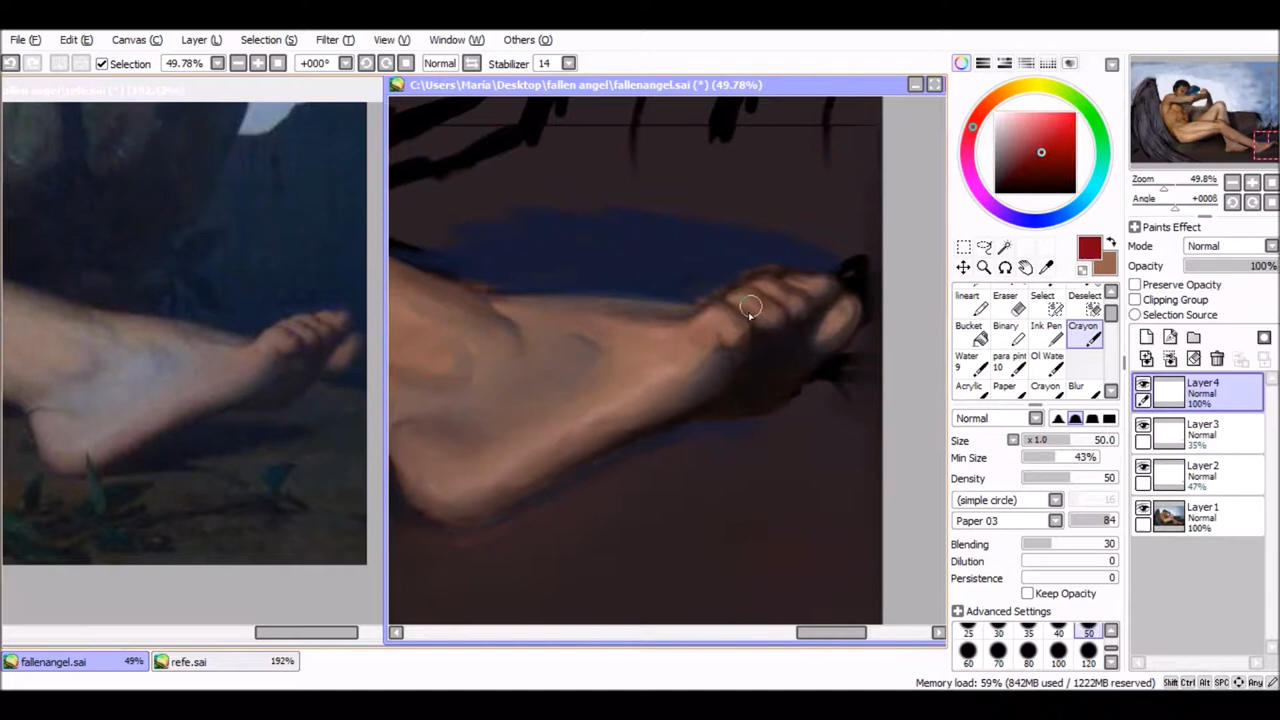 File (F) Edit (E) Canvas (C) Layer (L) Selection (S) Filter (T) View (V) Window (W) Others (O)
Selection 49.78% +000° Normal Stabilizer 14
C:\Users\Maria\Desktop\fallen angel\fallenangel.sai (*) (49.78%)
Zoom 49.8%
Angle
Paints Effect
Mode Normal
Opacity 100%
Preserve Opacity
Clipping Group
Selection Source
lineart Eraser Select Deselect
Bucket Binary Ink Pen Crayon
Water 9 para pint 10 Ol Wate
Acrylic Paper Crayon Blur
Normal
Size x 1.0 50.0
Min Size 43%
Density 50
(simple circle) 16
Paper 03 84
Blending 30
Dilution 0
Persistence 0
Keep Opacity
Advanced Settings
25 30 35 40 50
60 70 80 100 120
Layer4
Normal
100%
Layer3
Normal
35%
Layer2
Normal
47%
Layer1
Normal
100%
fallenangel.sai 49% refe.sai 192%
Memory load: 59% (842MB used / 1222MB reserved) Shift Ctrl Alt SPC Any